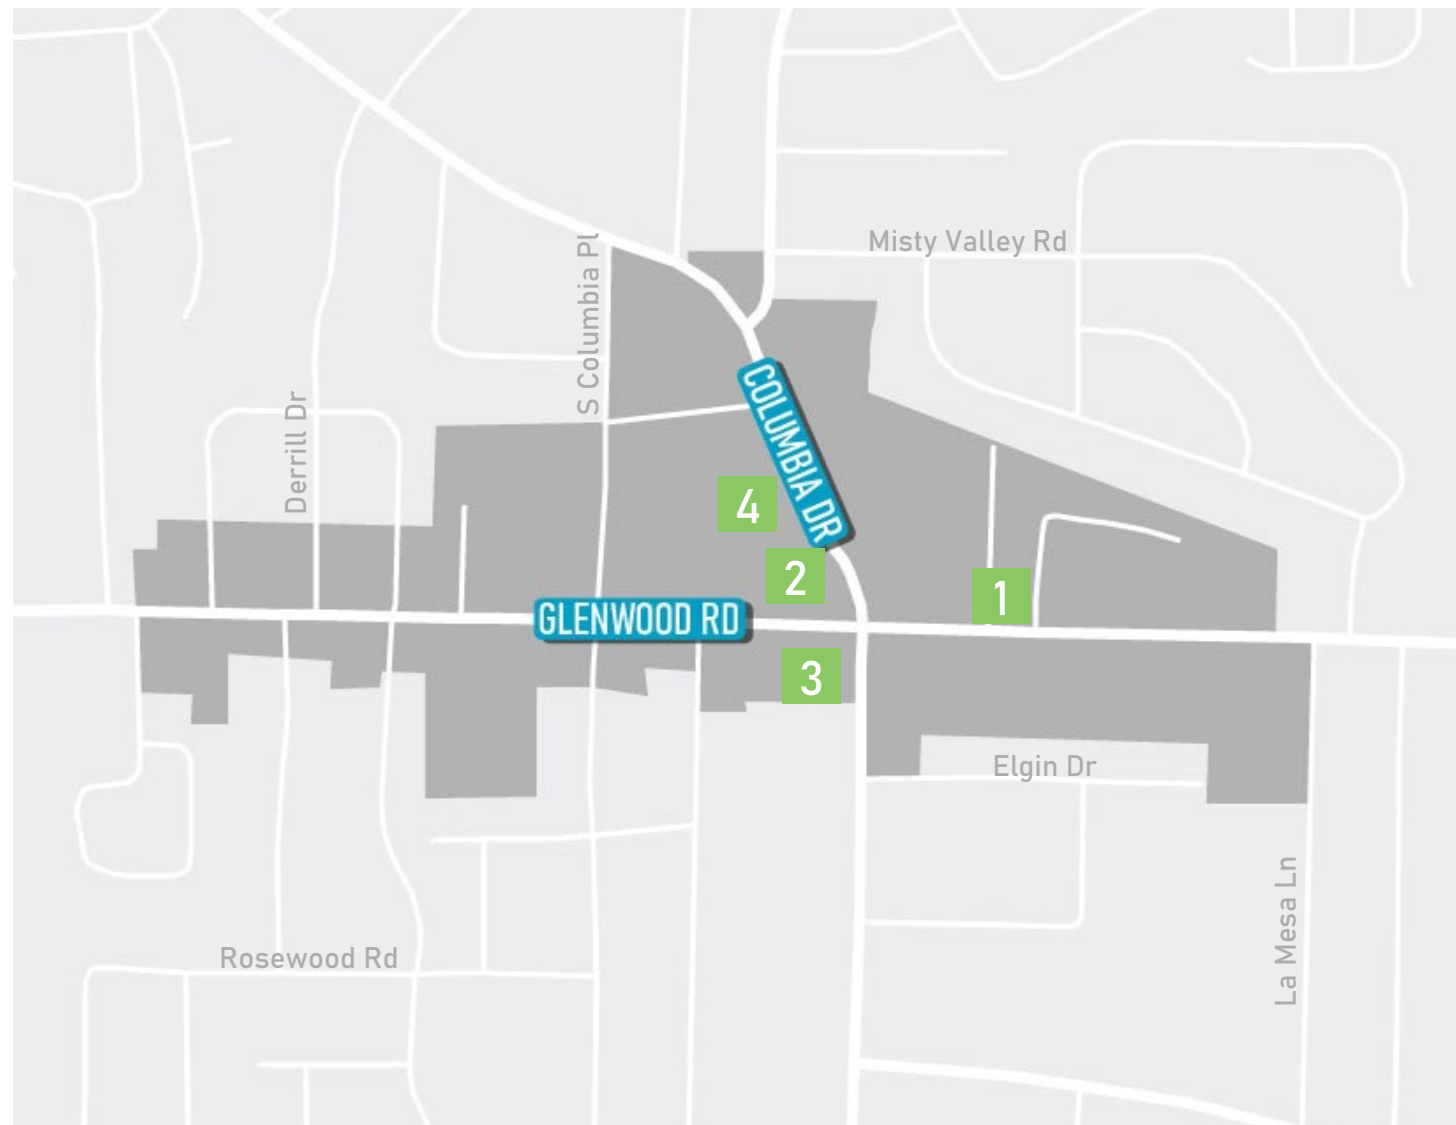 Misty Valley Rd
S Columbia Pl
COLUMBIA DR
Derrill Dr
4
2
1
GLENWOOD RD
3
Elgin Dr
La Mesa Ln
Rosewood Rd